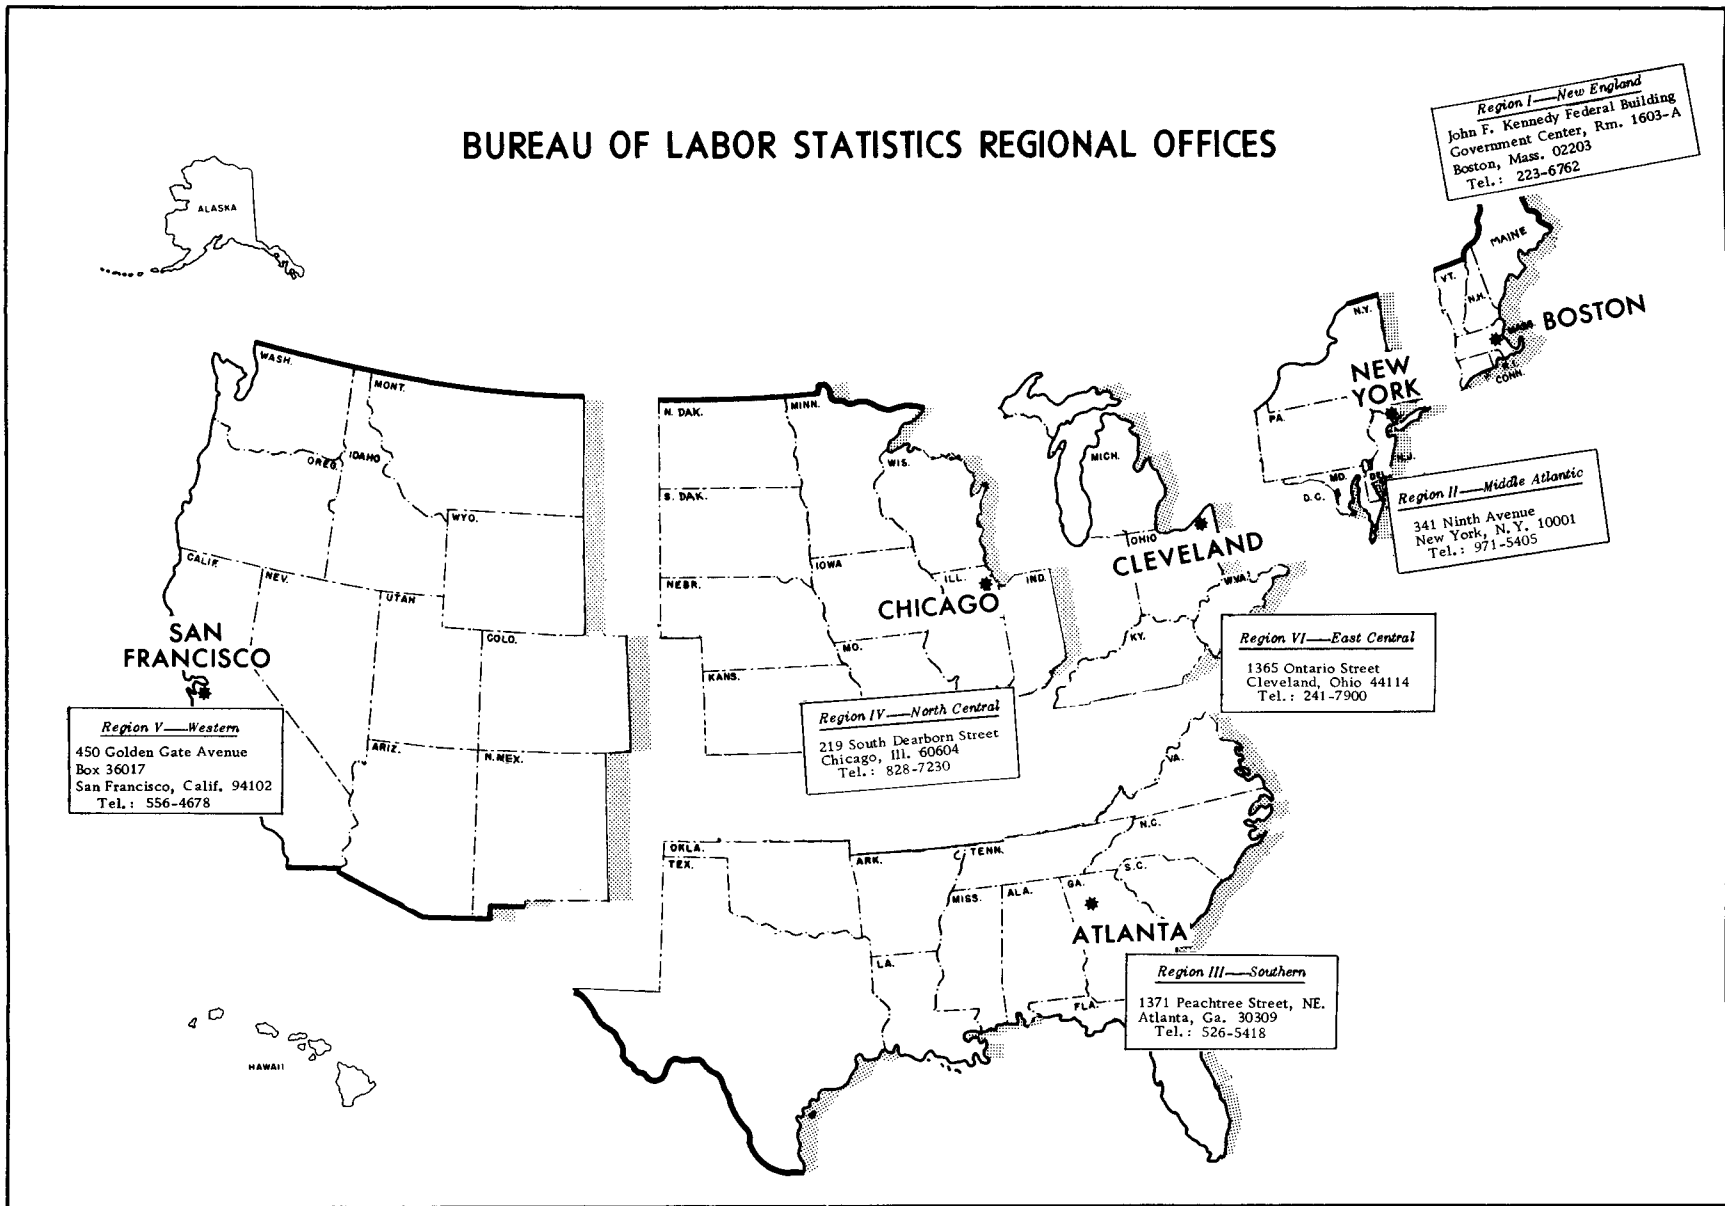 BUREAU OF LABOR STATISTICS REGIONAL OFFICES
Region I—New England
John F. Kennedy Federal Building
Government Center, Rm. 1603-A
Boston, Mass. 02203
Tel.: 223-6762
ALASKA
MAINE
VT.
N.H.
MASS.
BOSTON
R.I.
CONN.
N.Y.
NEW
YORK
PA.
N.J.
MD.
DEL.
D.C.
Region II—Middle Atlantic
341 Ninth Avenue
New York, N.Y. 10001
Tel.: 971-5405
WASH.
MONT.
OREG.
IDAHO
WYO.
CALIF.
NEV.
UTAH
COLO.
ARIZ.
N. MEX.
SAN
FRANCISCO
Region V—Western
450 Golden Gate Avenue
Box 36017
San Francisco, Calif. 94102
Tel.: 556-4678
N. DAK.
MINN.
S. DAK.
WIS.
NEBR.
IOWA
ILL.
IND.
KANS.
MO.
CHICAGO
Region IV—North Central
219 South Dearborn Street
Chicago, Ill. 60604
Tel.: 828-7230
MICH.
OHIO
CLEVELAND
W.VA.
KY.
Region VI—East Central
1365 Ontario Street
Cleveland, Ohio 44114
Tel.: 241-7900
VA.
N.C.
TENN.
S.C.
OKLA.
TEX.
ARK.
MISS.
ALA.
GA.
LA.
FLA.
ATLANTA
Region III—Southern
1371 Peachtree Street, NE.
Atlanta, Ga. 30309
Tel.: 526-5418
HAWAII